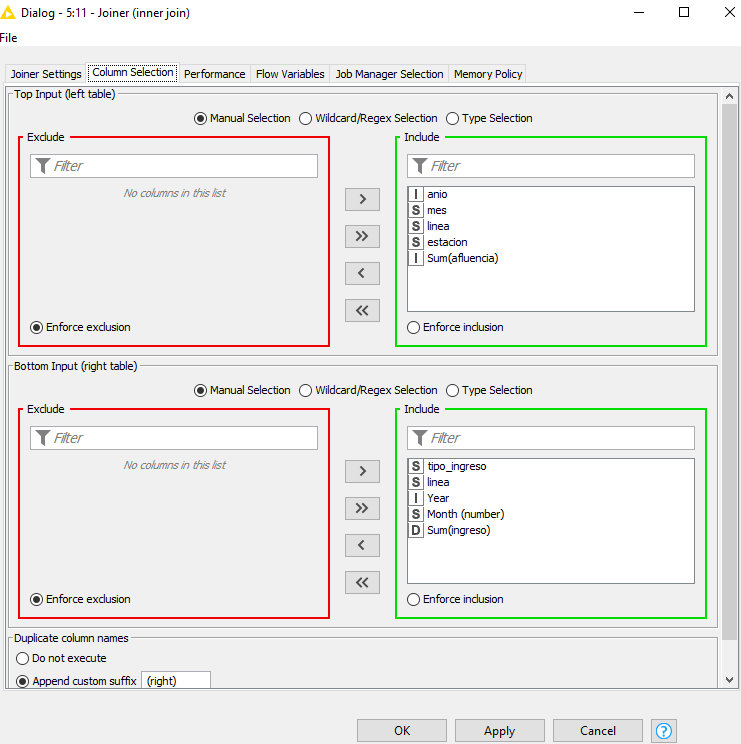 Dialog - 5:11 - Joiner (inner join)
File
Joiner Settings Column Selection Performance Flow Variables Job Manager Selection Memory Policy
Top Input (left table)
Manual Selection Wildcard/Regex Selection Type Selection
Exclude
Filter
No columns in this list
Enforce exclusion
>
>>
<
<<
Include
Filter
I anio
S mes
S linea
S estacion
I Sum(afluencia)
Enforce inclusion
Bottom Input (right table)
Manual Selection Wildcard/Regex Selection Type Selection
Exclude
Filter
No columns in this list
Enforce exclusion
>
>>
<
<<
Include
Filter
S tipo_ingreso
S linea
I Year
S Month (number)
D Sum(ingreso)
Enforce inclusion
Duplicate column names
Do not execute
Append custom suffix (right)
OK Apply Cancel ?